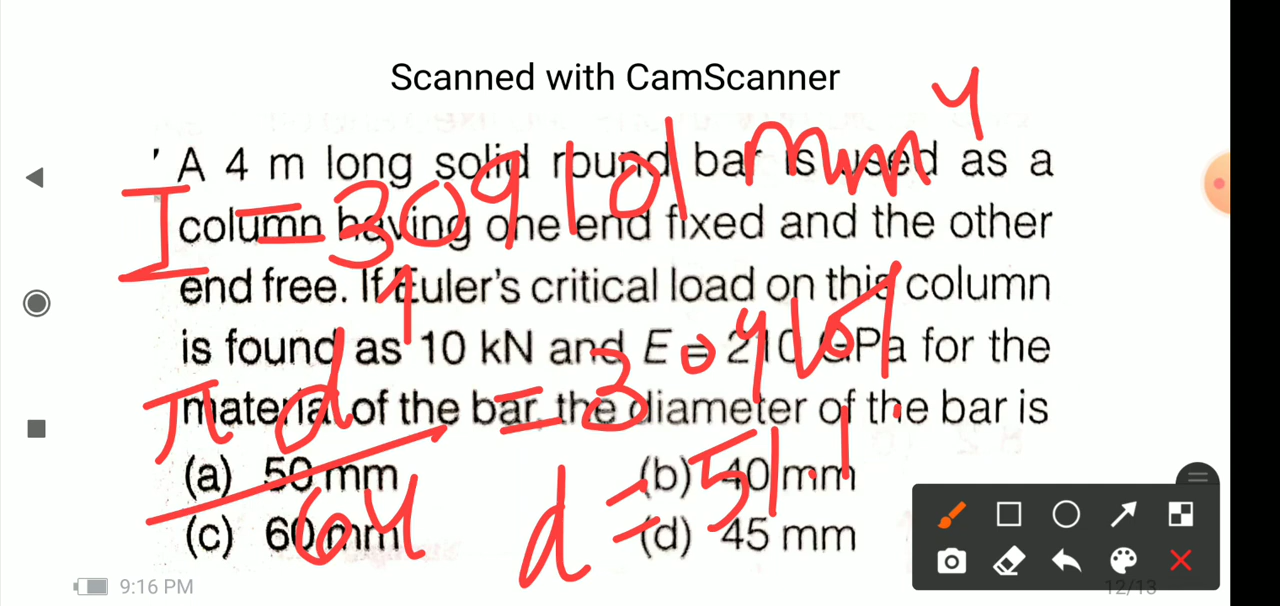 Scanned with CamScanner
A 4 m long solid round bar is used as a
column having one end fixed and the other
end free. If Euler's critical load on this column
is found as 10 kN and E = 210 GPa for the
material of the bar, the diameter of the bar is
(a) 50 mm (b) 40 mm
(c) 60 mm (d) 45 mm
I = 309101 mm⁴
πd⁴/64 = 309101
d = 51.1
9:16 PM
12/13